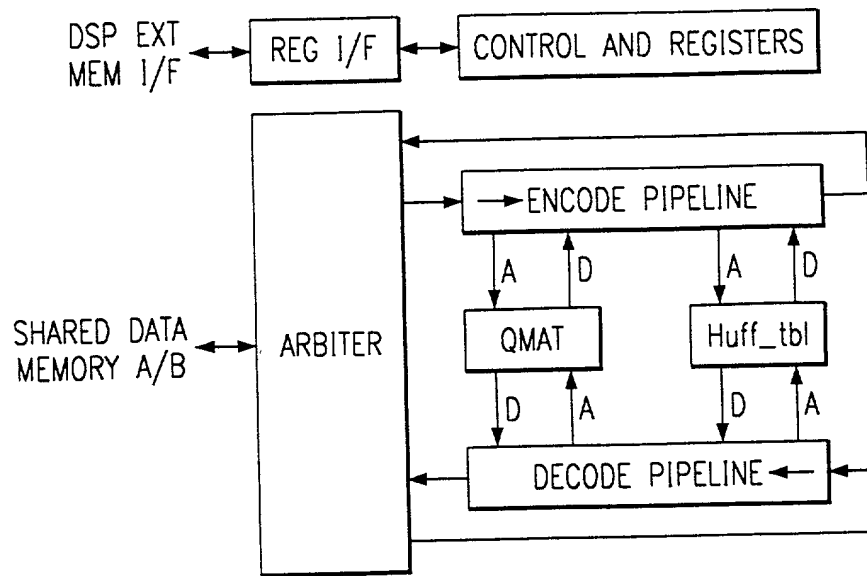 DSP EXT
MEM I/F
REG I/F
CONTROL AND REGISTERS
ENCODE PIPELINE
A
D
A
D
SHARED DATA
MEMORY A/B
ARBITER
QMAT
Huff_tbl
D
A
D
A
DECODE PIPELINE